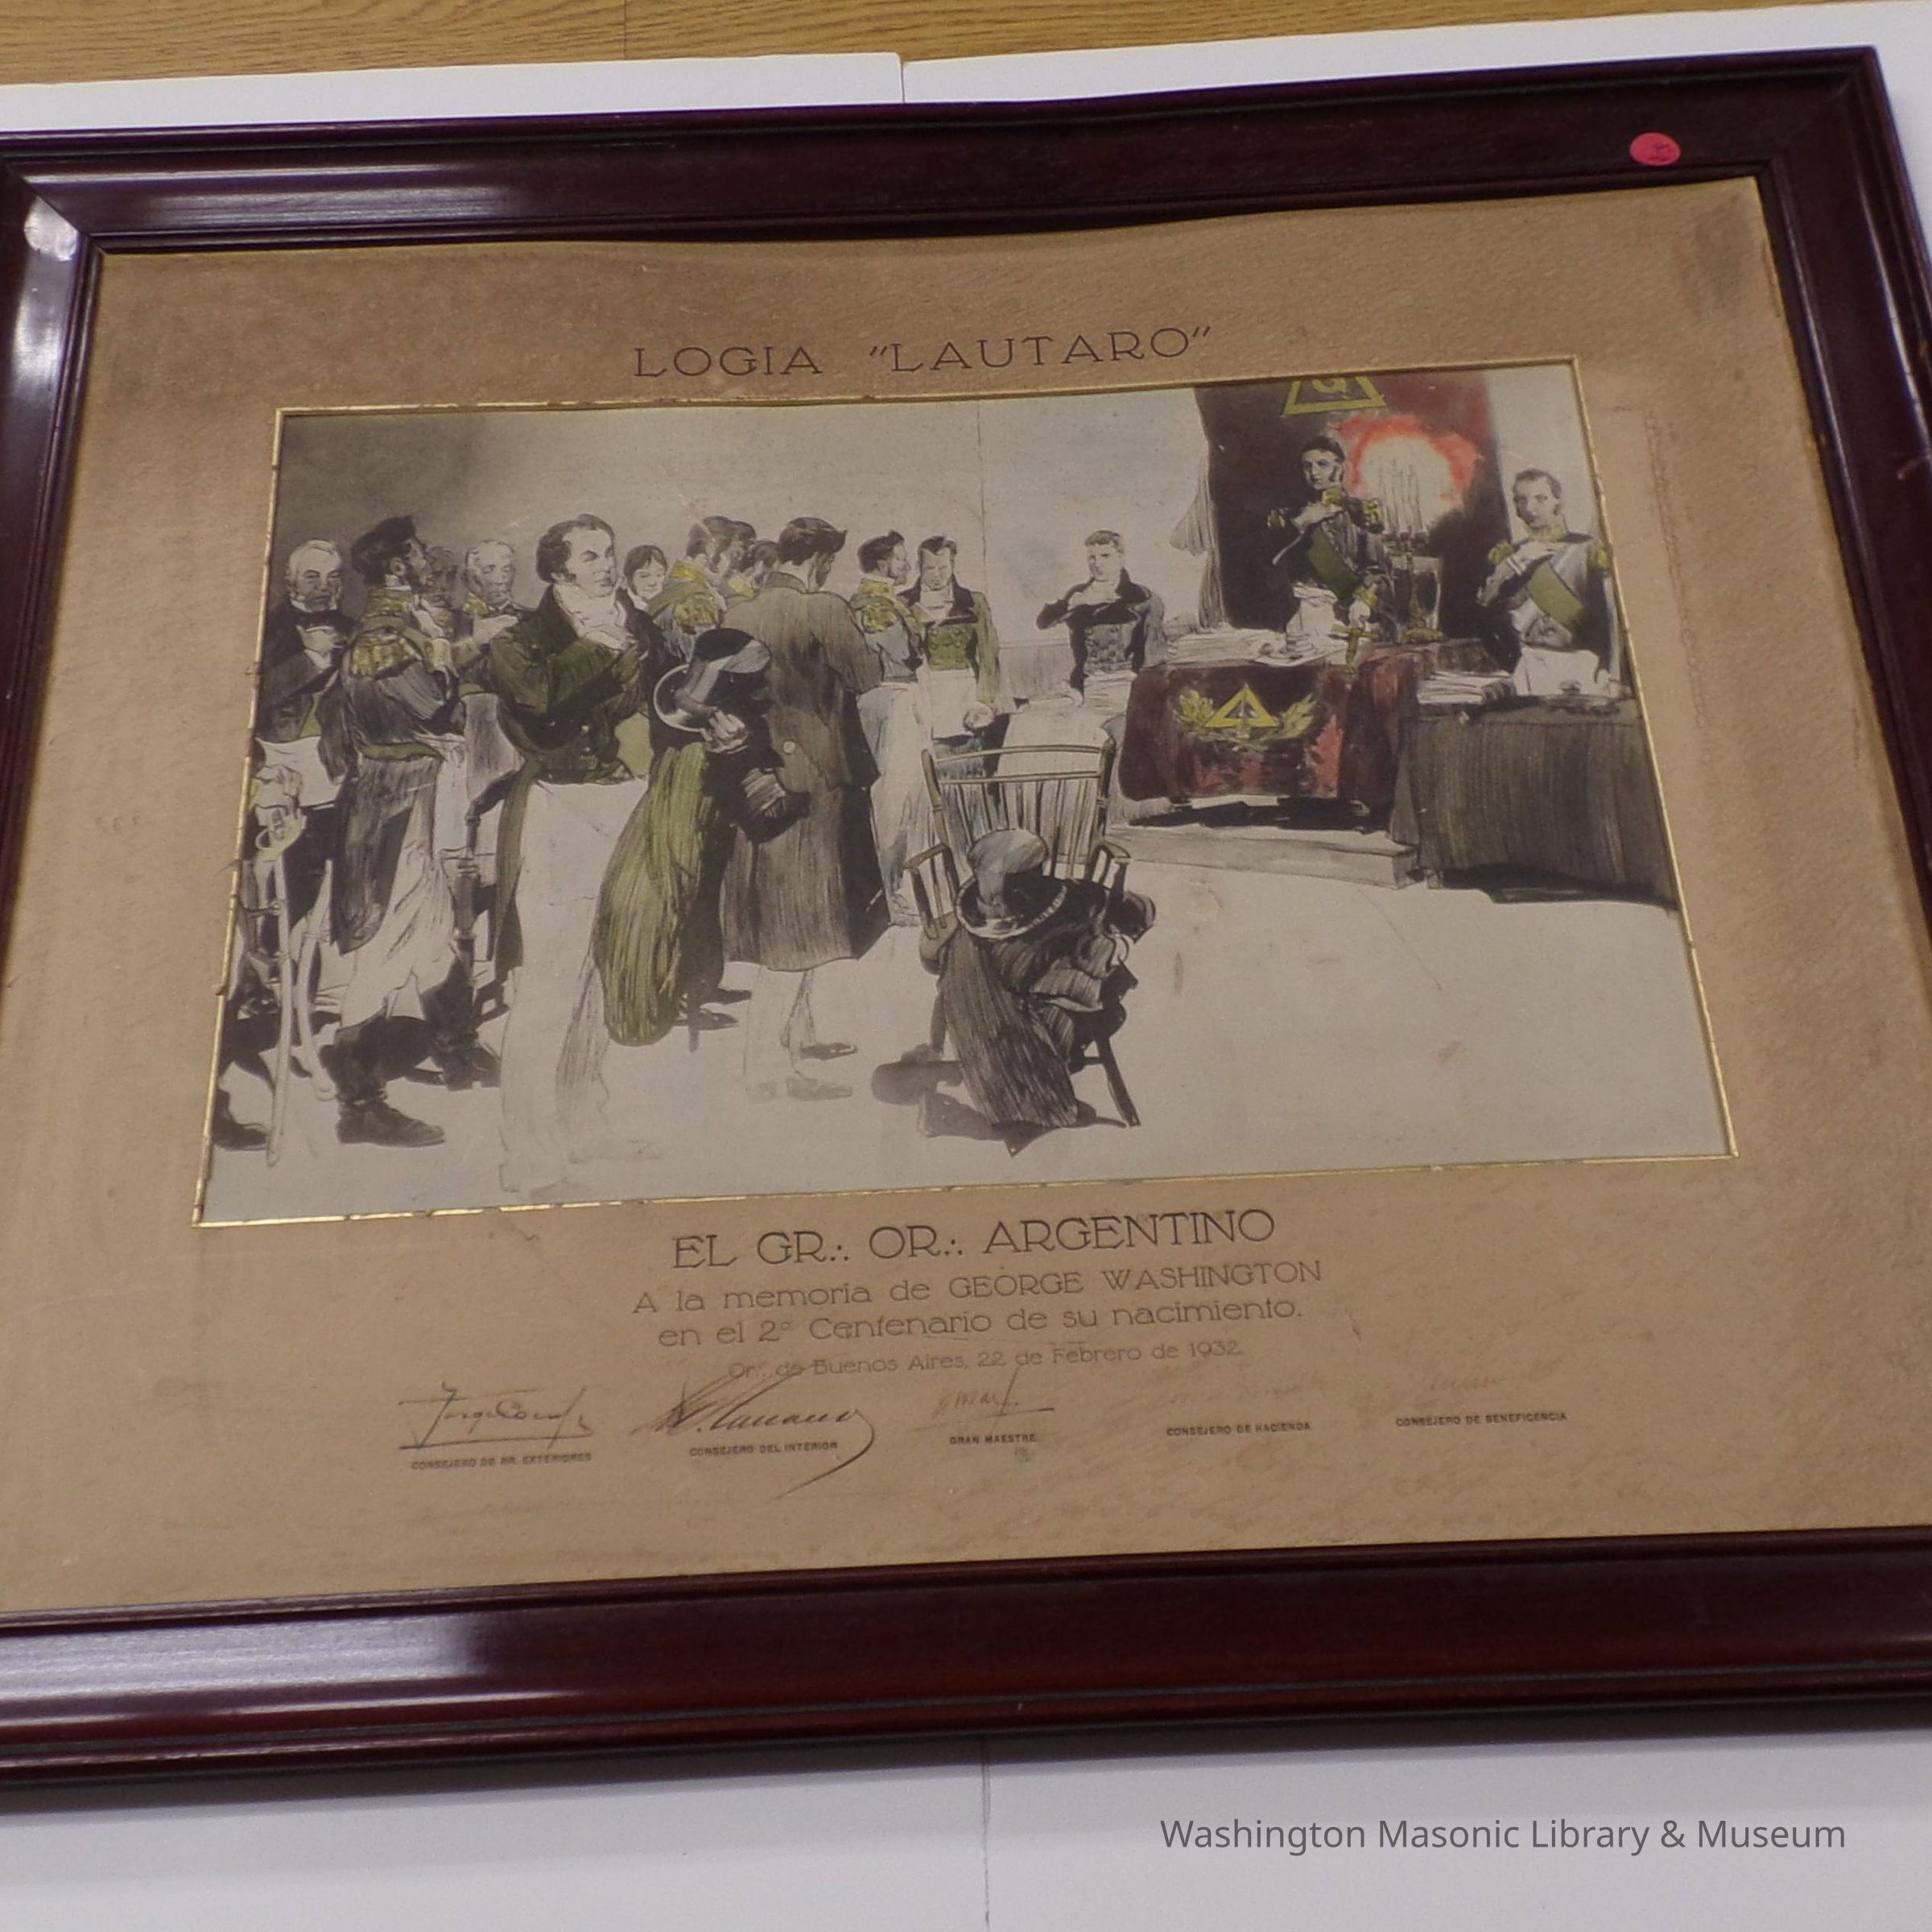 LOGIA "LAUTARO"
G
EL GR∴ OR∴ ARGENTINO
A la memoria de GEORGE WASHINGTON
en el 2º Centenario de su nacimiento.
Or∴ de Buenos Aires, 22 de Febrero de 1932.
CONSEJERO DE RR. EXTERIORES
CONSEJERO DEL INTERIOR
GRAN MAESTRE
CONSEJERO DE HACIENDA
CONSEJERO DE BENEFICENCIA
Washington Masonic Library & Museum